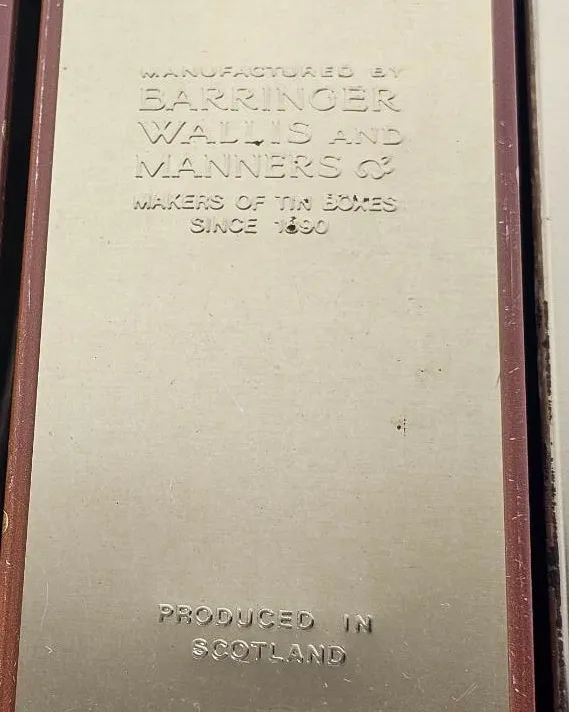 MANUFACTURED BY
BARRINGER
WALLIS AND
MANNERS
MAKERS OF TIN BOXES
SINCE 1890
PRODUCED IN
SCOTLAND